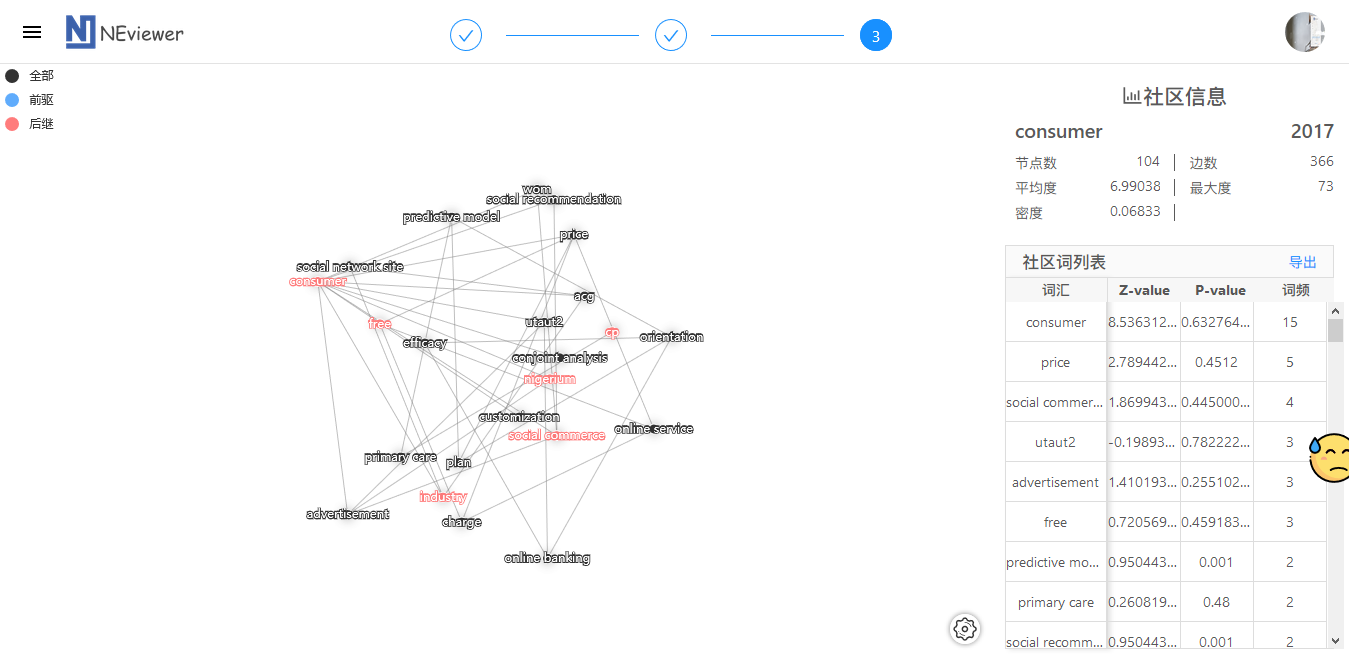 NEviewer
3
全部
前驱
后继
wom
social recommendation
predictive model
price
social network site
consumer
acg
free
utaut2
cp
efficacy
orientation
conjoint analysis
nigerium
customization
social commerce
online service
primary care
plan
industry
advertisement
charge
online banking
社区信息
consumer 2017
节点数 104 边数 366
平均度 6.99038 最大度 73
密度 0.06833
社区词列表 导出
词汇 Z-value P-value 词频
consumer 8.536312... 0.632764... 15
price 2.789442... 0.4512 5
social commer... 1.869943... 0.445000... 4
utaut2 -0.19893... 0.782222... 3
advertisement 1.410193... 0.255102... 3
free 0.720569... 0.459183... 3
predictive mo... 0.950443... 0.001 2
primary care 0.260819... 0.48 2
social recomm... 0.950443... 0.001 2